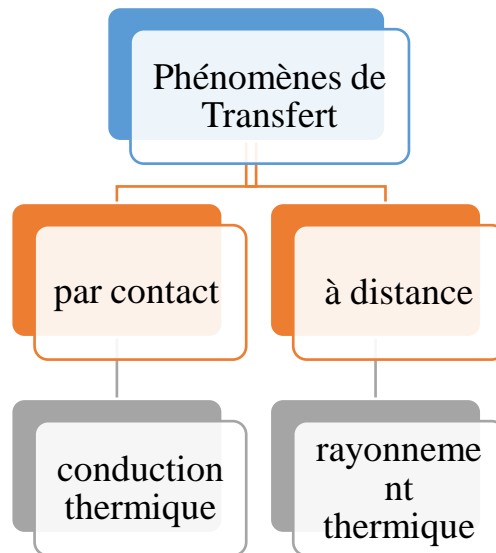 Phénomènes de
Transfert
par contact
à distance
conduction
thermique
rayonneme
nt
thermique